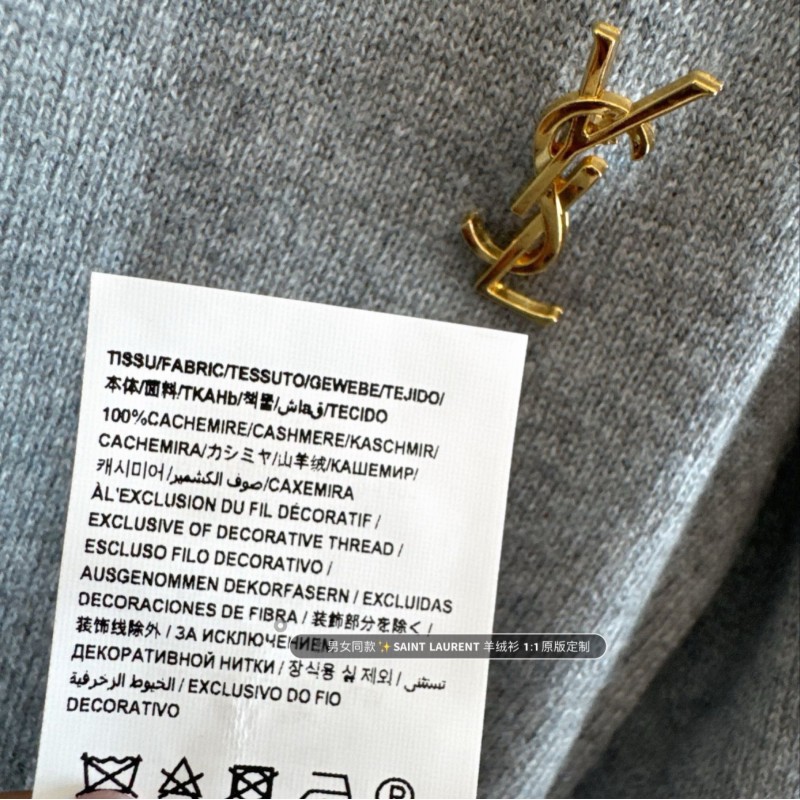 TISSU/FABRIC/TESSUTO/GEWEBE/TEJIDO/
本体/面料/TKAHb/책물/قماش/TECIDO
100%CACHEMIRE/CASHMERE/KASCHMIR/
CACHEMIRA/カシミヤ/山羊绒/КАШЕМИР/
캐시미어/صوف الكشمير/CAXEMIRA
ÀL'EXCLUSION DU FIL DÉCORATIF /
EXCLUSIVE OF DECORATIVE THREAD /
ESCLUSO FILO DECORATIVO /
AUSGENOMMEN DEKORFASERN / EXCLUIDAS
DECORACIONES DE FIBRA / 装飾部分を除く /
装饰线除外 / ЗА ИСКЛЮЧЕНИЕМ
男女同款✨SAINT LAURENT 羊绒衫 1:1原版定制
ДЕКОРАТИВНОЙ НИТКИ / 장식용 실 제외 / تستثنى
الخيوط الزخرفية / EXCLUSIVO DO FIO
DECORATIVO
R